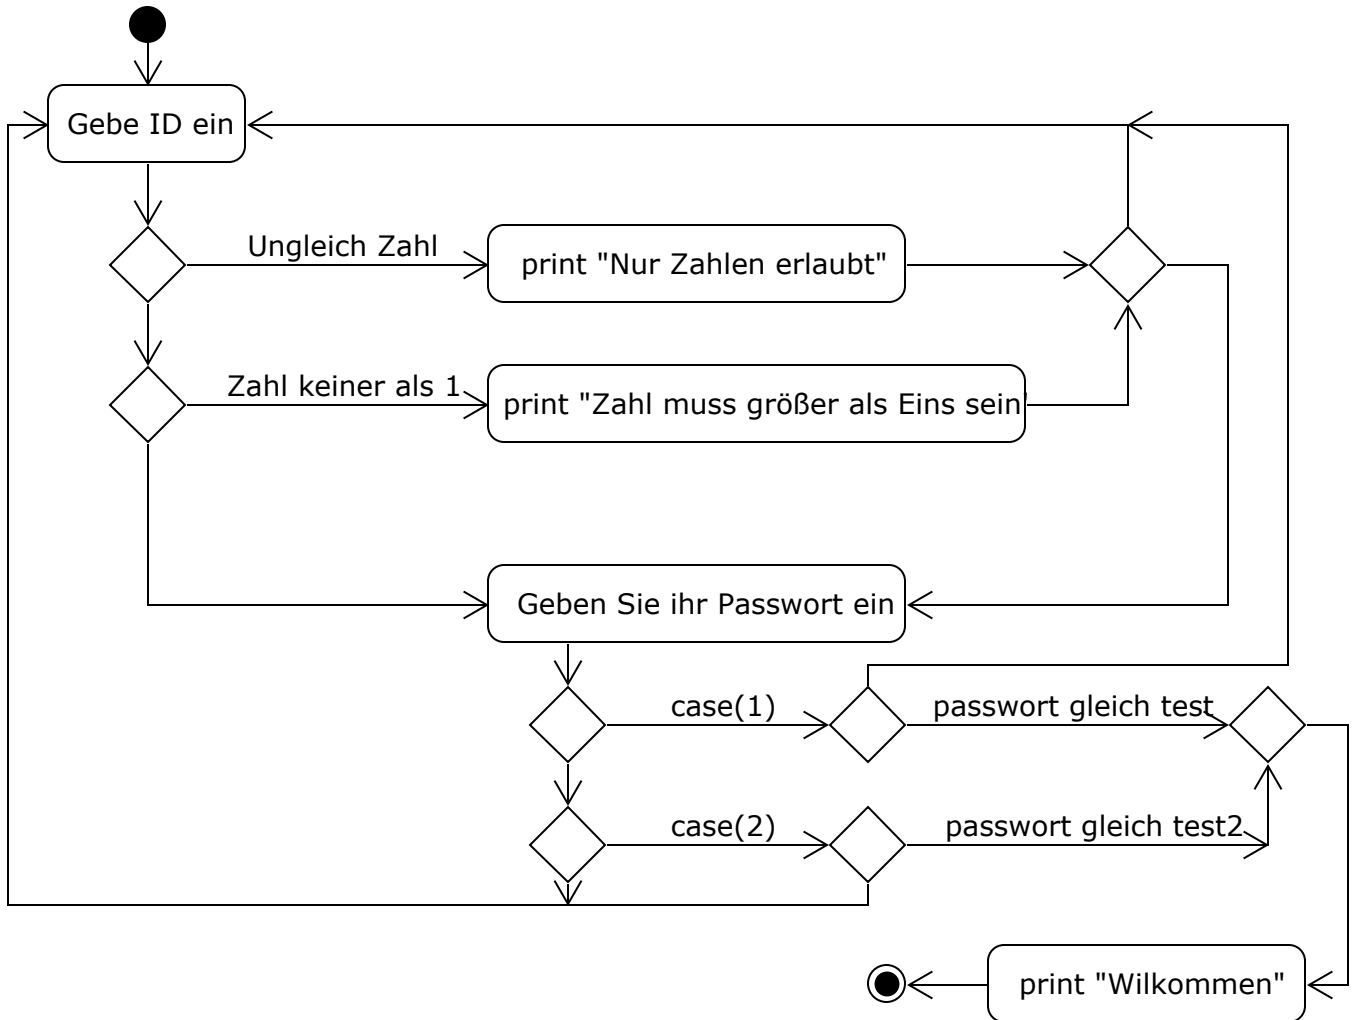 Gebe ID ein
Ungleich Zahl
print "Nur Zahlen erlaubt"
Zahl keiner als 1
print "Zahl muss größer als Eins sein"
Geben Sie ihr Passwort ein
case(1)
passwort gleich test
case(2)
passwort gleich test2
print "Wilkommen"